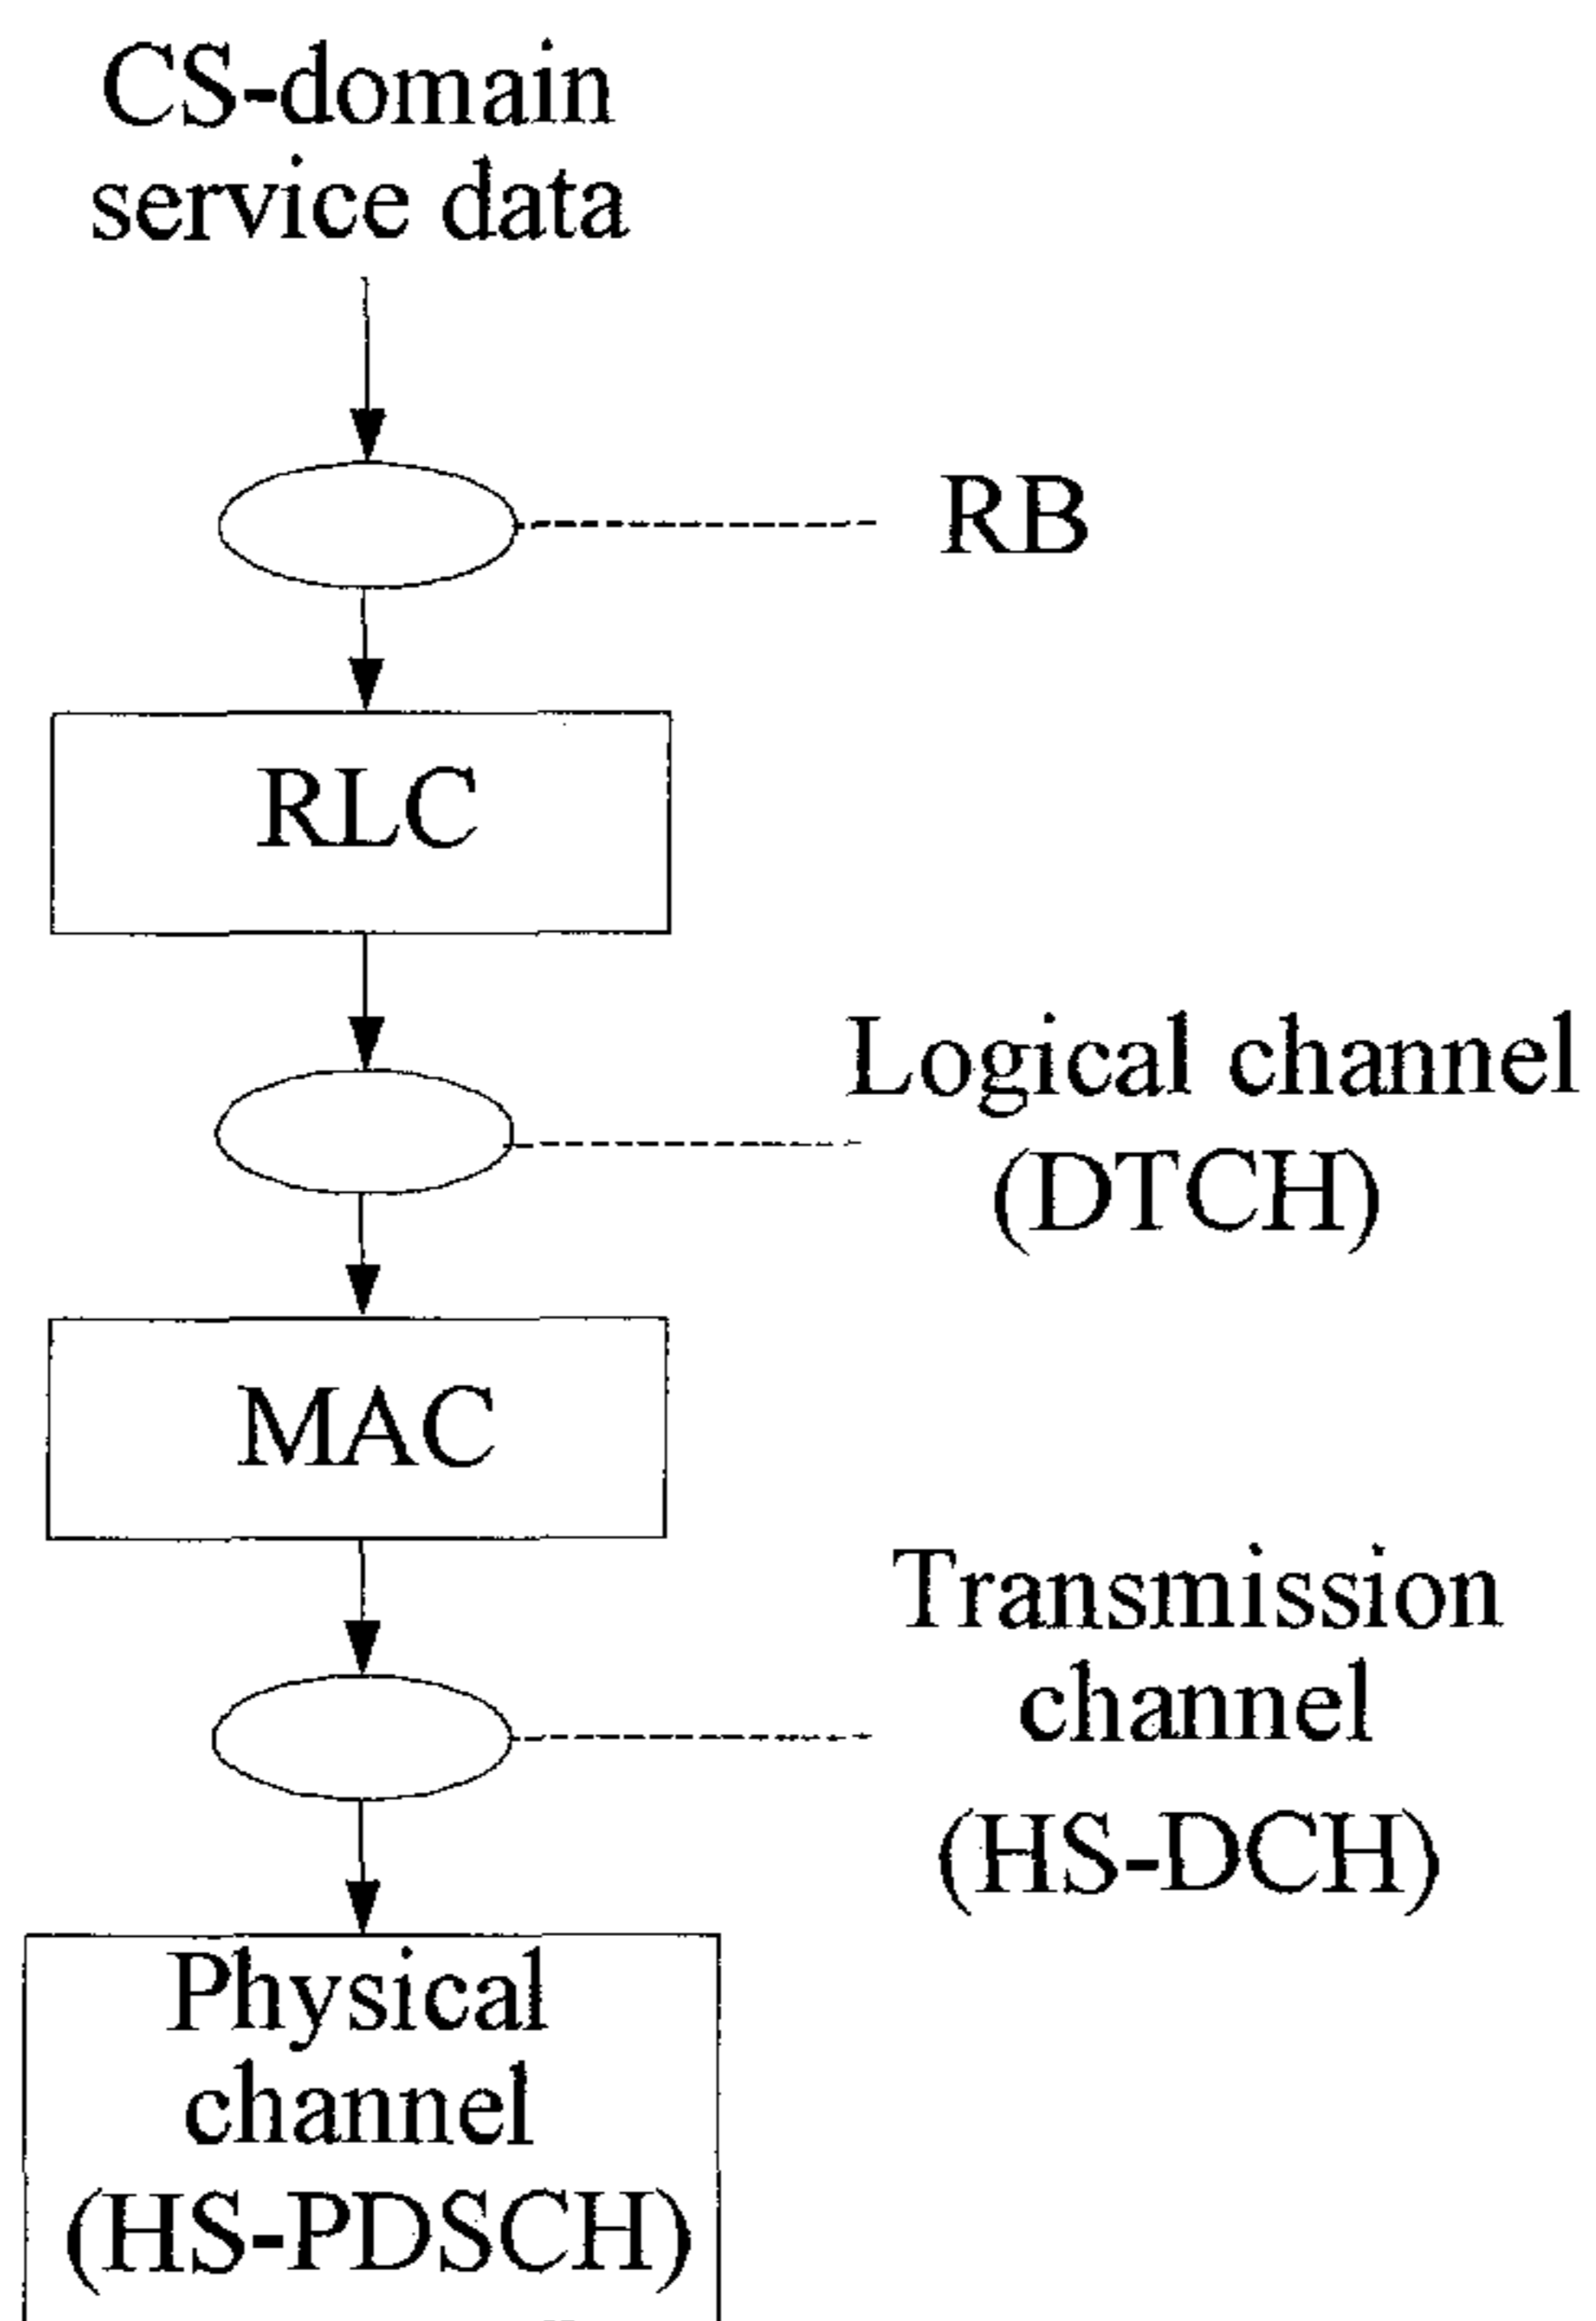 CS-domain
service data
RB
RLC
Logical channel
(DTCH)
MAC
Transmission
channel
(HS-DCH)
Physical
channel
(HS-PDSCH)